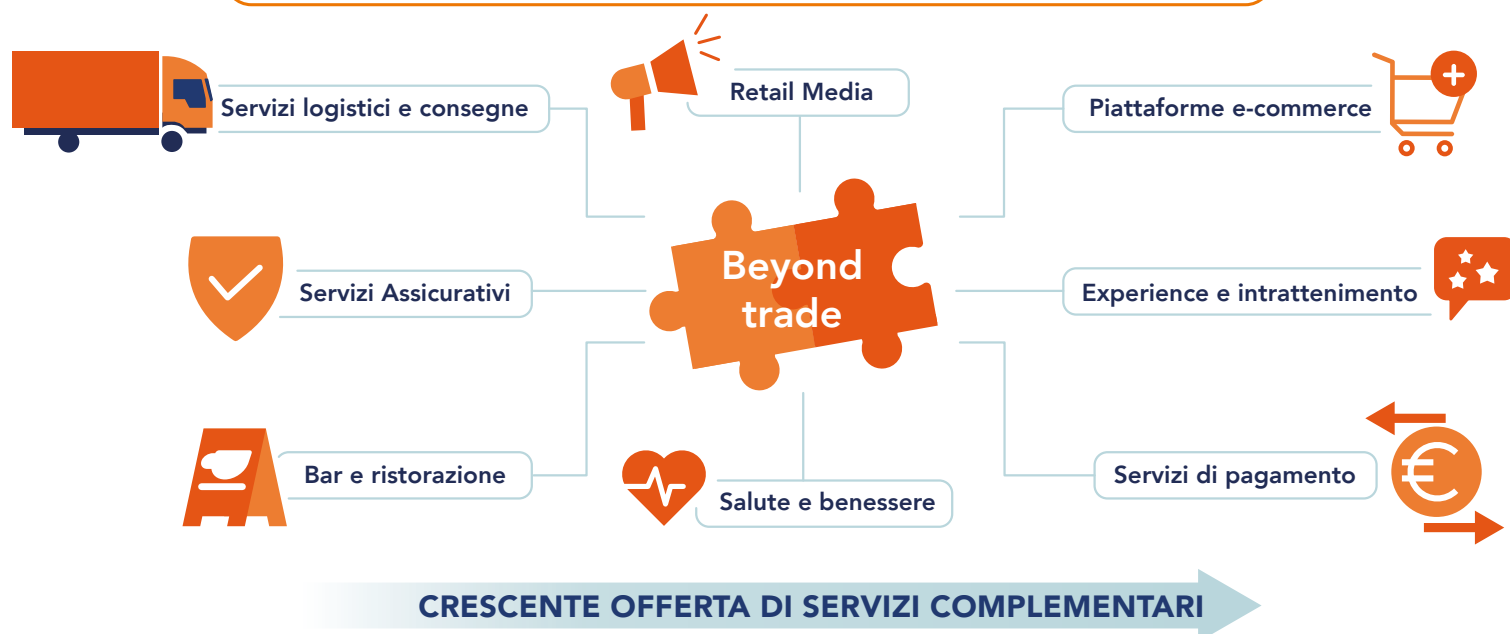 Retail Media
Servizi logistici e consegne
Piattaforme e-commerce
Beyond
trade
Servizi Assicurativi
Experience e intrattenimento
Bar e ristorazione
Salute e benessere
Servizi di pagamento
CRESCENTE OFFERTA DI SERVIZI COMPLEMENTARI